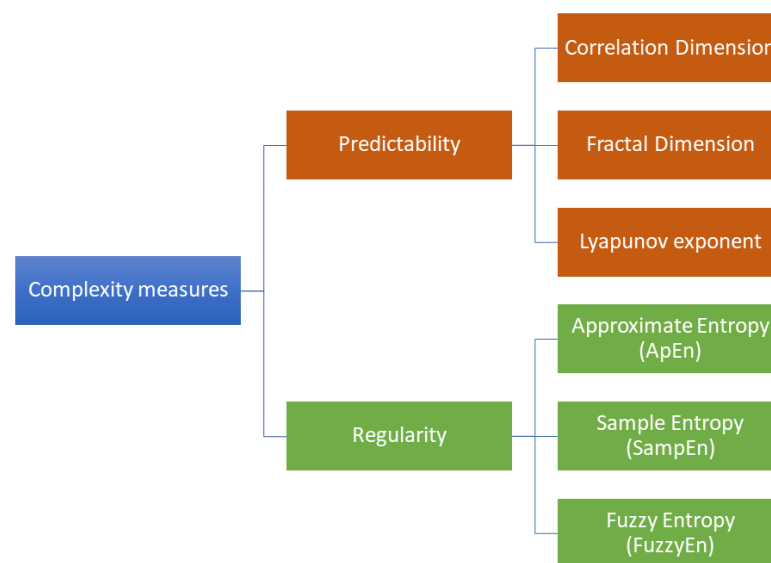 Complexity measures
Predictability
Correlation Dimension
Fractal Dimension
Lyapunov exponent
Regularity
Approximate Entropy
(ApEn)
Sample Entropy
(SampEn)
Fuzzy Entropy
(FuzzyEn)